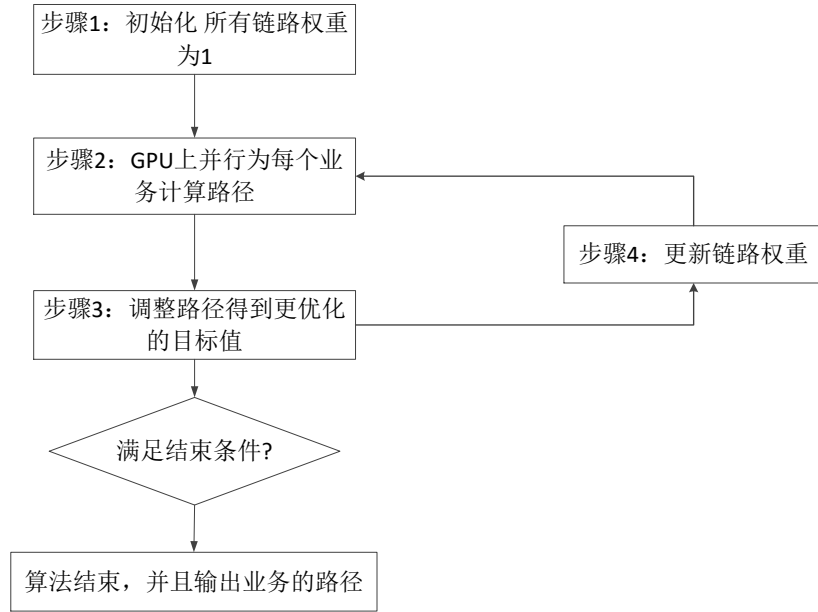 步骤1：初始化 所有链路权重
为1
步骤2：GPU上并行为每个业
务计算路径
步骤4：更新链路权重
步骤3：调整路径得到更优化
的目标值
满足结束条件?
算法结束，并且输出业务的路径